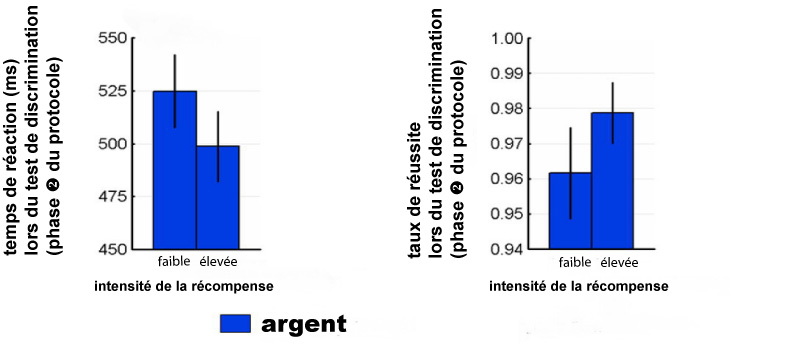 temps de réaction (ms)
lors du test de discrimination
(phase ❷ du protocole)
550
525
500
475
450
faible élevée
intensité de la récompense
taux de réussite
lors du test de discrimination
(phase ❷ du protocole)
1.00
0.99
0.98
0.97
0.96
0.95
0.94
faible élevée
intensité de la récompense
argent